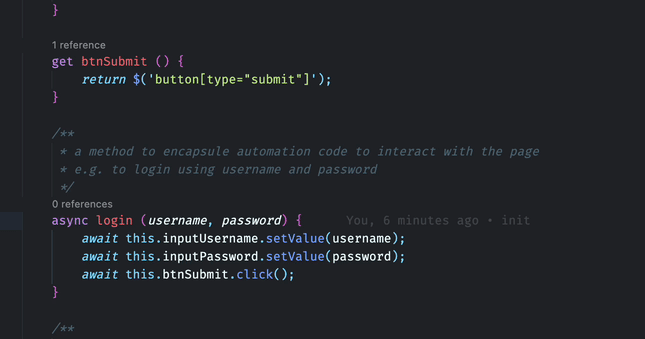 }
1 reference
get btnSubmit () {
return $('button[type="submit"]');
}
/**
* a method to encapsule automation code to interact with the page
* e.g. to login using username and password
*/
0 references
async login (username, password) { You, 6 minutes ago • init
await this.inputUsername.setValue(username);
await this.inputPassword.setValue(password);
await this.btnSubmit.click();
}
/**